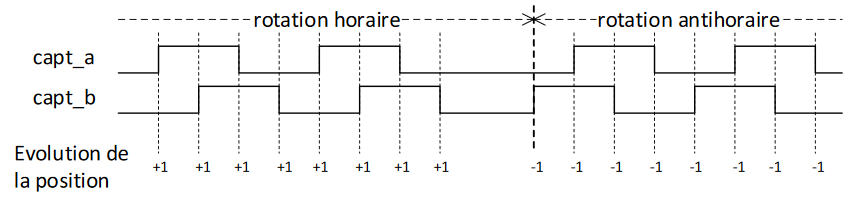 rotation horaire rotation antihoraire
capt_a
capt_b
Evolution de
la position
+1 +1 +1 +1 +1 +1 +1 +1 -1 -1 -1 -1 -1 -1 -1 -1